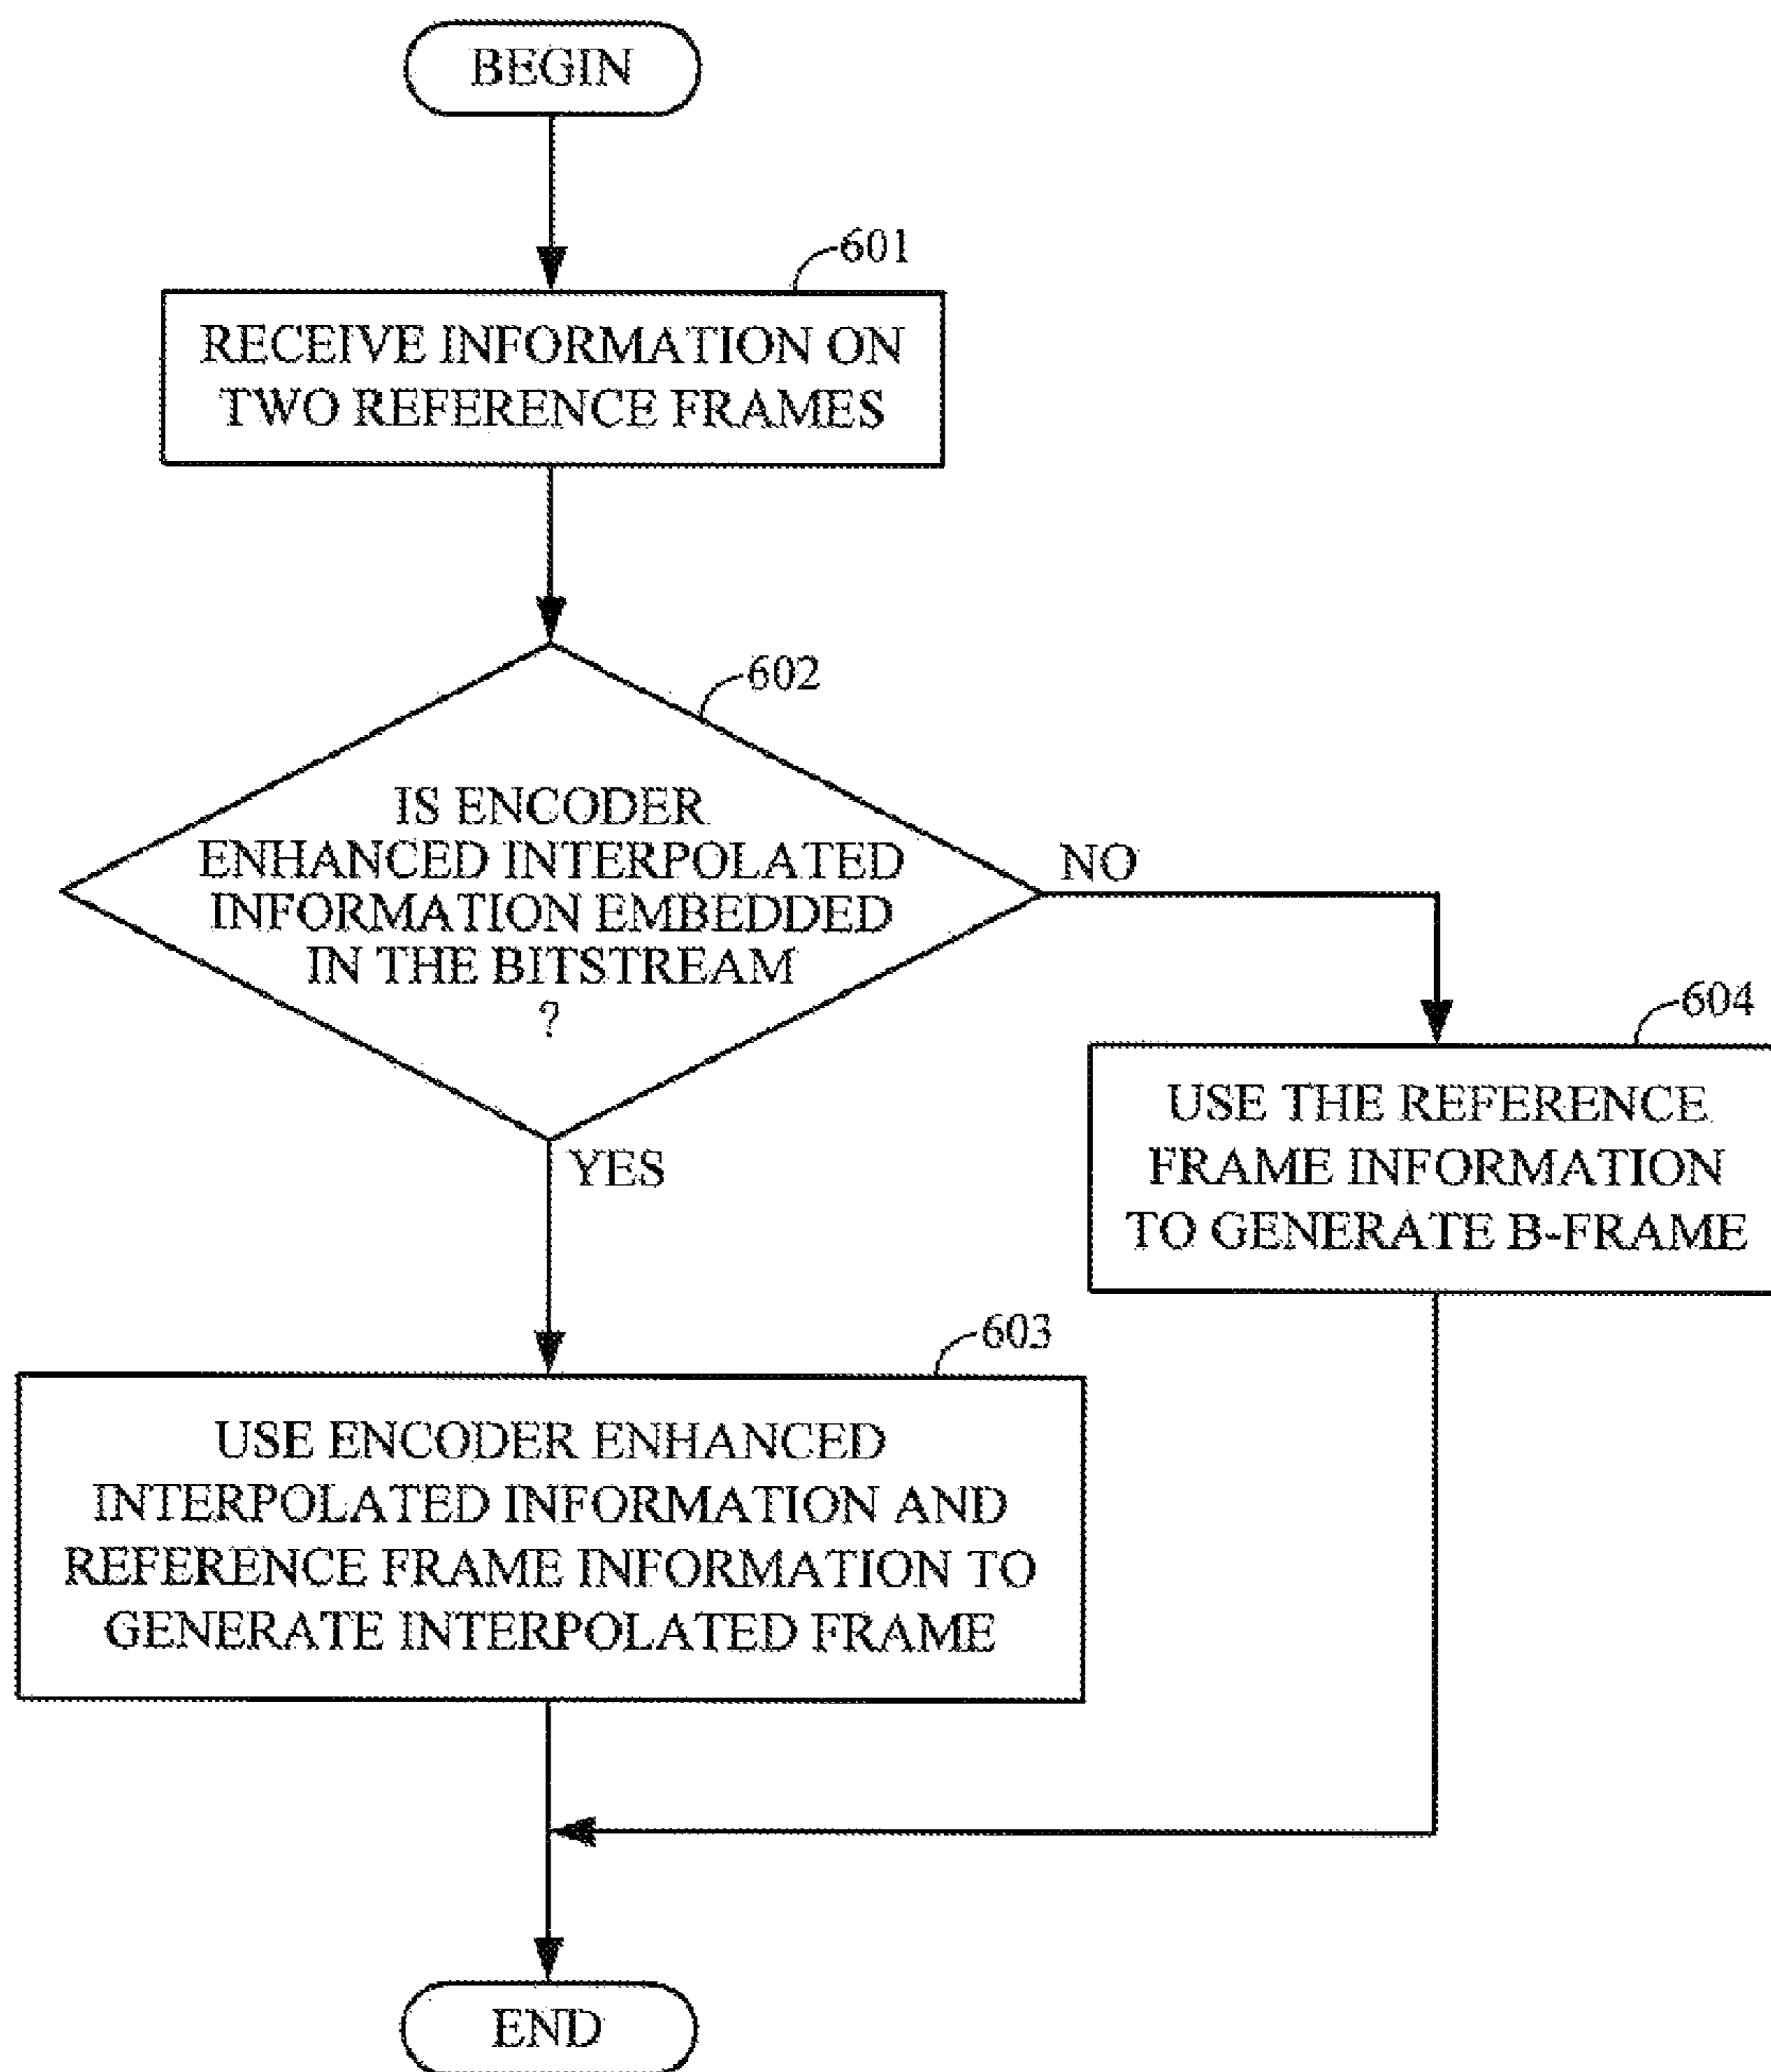 BEGIN
601
RECEIVE INFORMATION ON
TWO REFERENCE FRAMES
602
IS ENCODER
ENHANCED INTERPOLATED
INFORMATION EMBEDDED
IN THE BITSTREAM
?
NO
YES
604
USE THE REFERENCE
FRAME INFORMATION
TO GENERATE B-FRAME
603
USE ENCODER ENHANCED
INTERPOLATED INFORMATION AND
REFERENCE FRAME INFORMATION TO
GENERATE INTERPOLATED FRAME
END